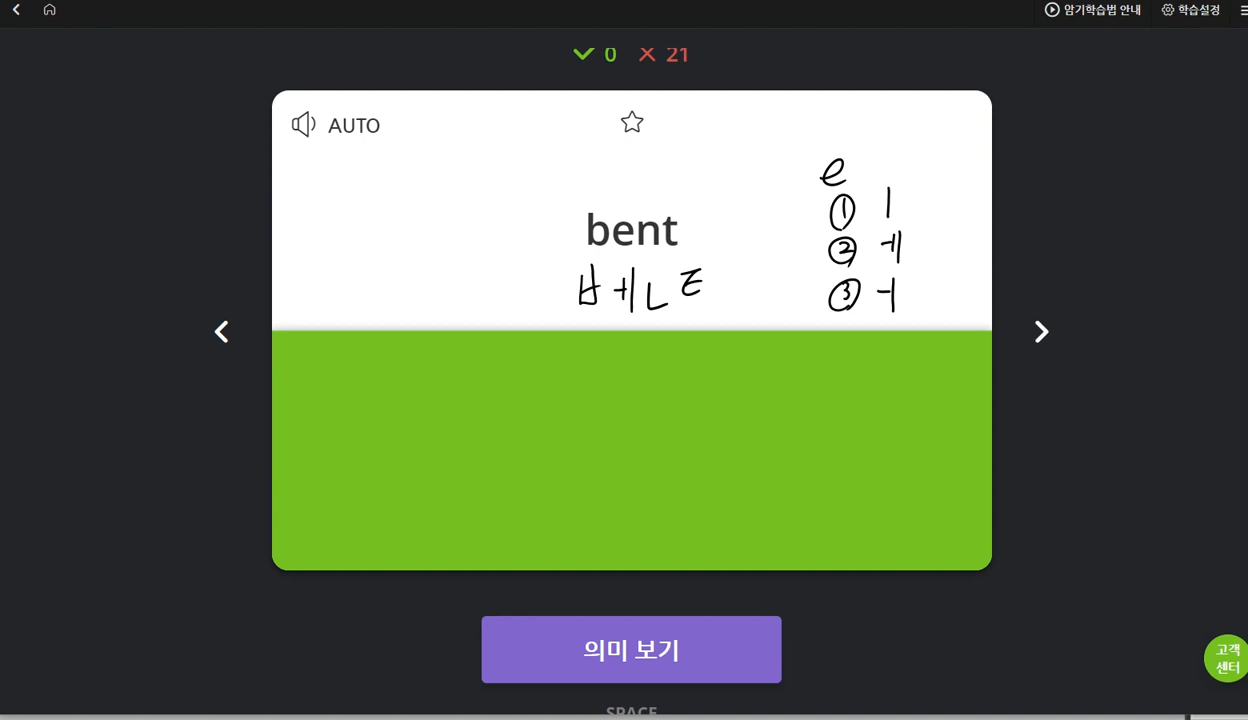 암기학습법 안내 학습설정
0 21
AUTO
e
① ㅣ
bent
② ㅔ
ㅂㅔㄴㅌ
③ ㅓ
의미 보기
고객
센터
SPACE